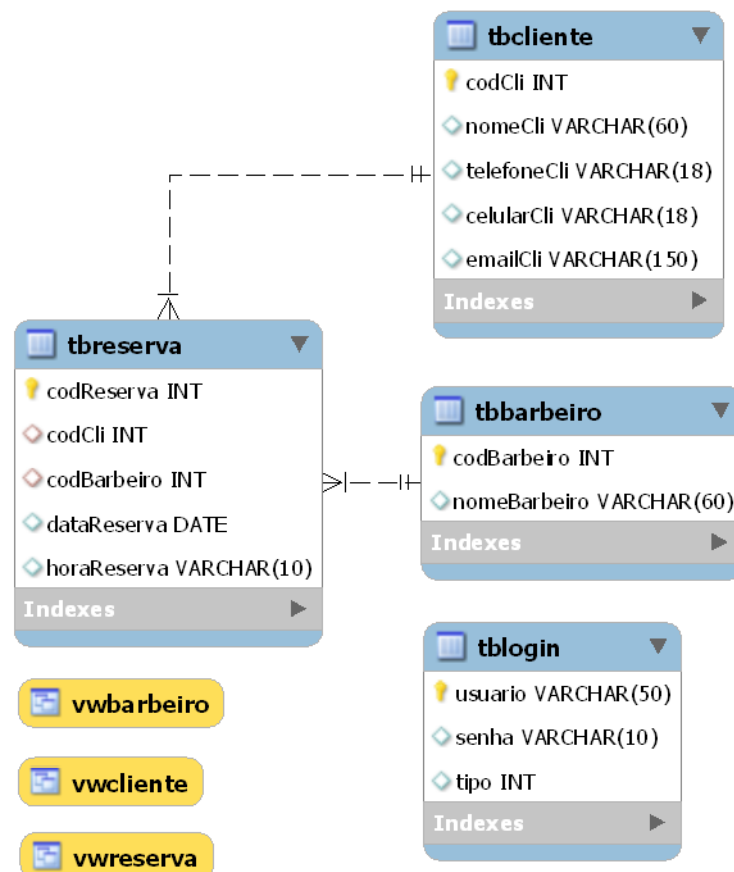 tbcliente
codCli INT
nomeCli VARCHAR(60)
telefoneCli VARCHAR(18)
celularCli VARCHAR(18)
emailCli VARCHAR(150)
Indexes
tbreserva
codReserva INT
codCli INT
codBarbeiro INT
dataReserva DATE
horaReserva VARCHAR(10)
Indexes
tbbarbeiro
codBarbeiro INT
nomeBarbeiro VARCHAR(60)
Indexes
tblogin
usuario VARCHAR(50)
senha VARCHAR(10)
tipo INT
Indexes
vwbarbeiro
vwcliente
vwreserva